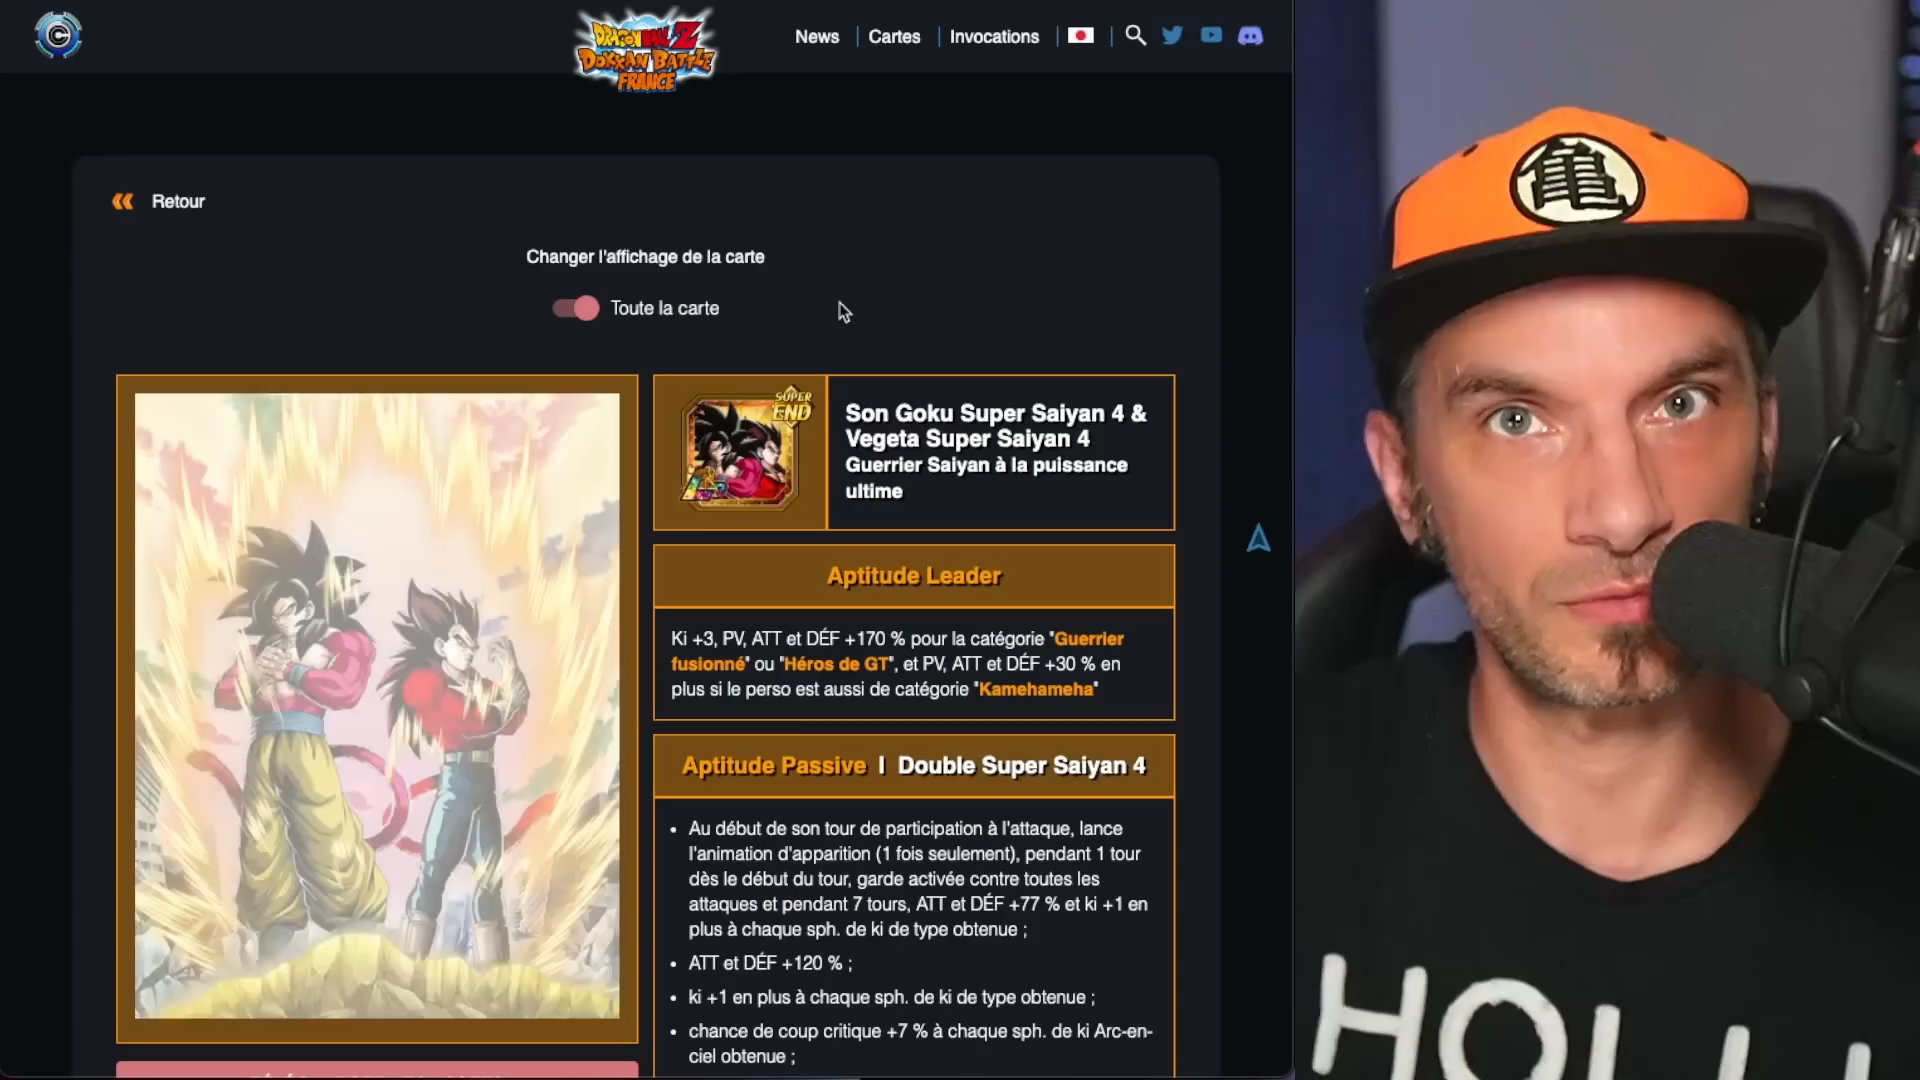 DRAGON BALL Z
DOKKAN BATTLE
FRANCE
News
Cartes
Invocations
Retour
Changer l'affichage de la carte
Toute la carte
SUPER
END
Son Goku Super Saiyan 4 &
Vegeta Super Saiyan 4
Guerrier Saiyan à la puissance
ultime
Aptitude Leader
Ki +3, PV, ATT et DÉF +170 % pour la catégorie "Guerrier
fusionné" ou "Héros de GT", et PV, ATT et DÉF +30 % en
plus si le perso est aussi de catégorie "Kamehameha"
Aptitude Passive | Double Super Saiyan 4
• Au début de son tour de participation à l'attaque, lance
l'animation d'apparition (1 fois seulement), pendant 1 tour
dès le début du tour, garde activée contre toutes les
attaques et pendant 7 tours, ATT et DÉF +77 % et ki +1 en
plus à chaque sph. de ki de type obtenue ;
• ATT et DÉF +120 % ;
• ki +1 en plus à chaque sph. de ki de type obtenue ;
• chance de coup critique +7 % à chaque sph. de ki Arc-en-
ciel obtenue ;
亀